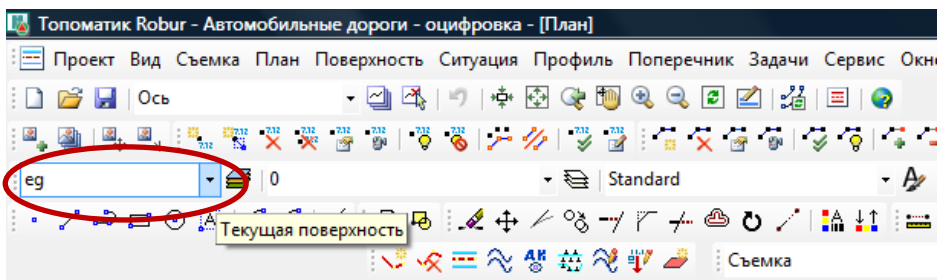 Топоматик Robur - Автомобильные дороги - оцифровка - [План]
Проект Вид Съемка План Поверхность Ситуация Профиль Поперечник Задачи Сервис Окн
Ось
eg 0 Standard
Текущая поверхность
Съемка